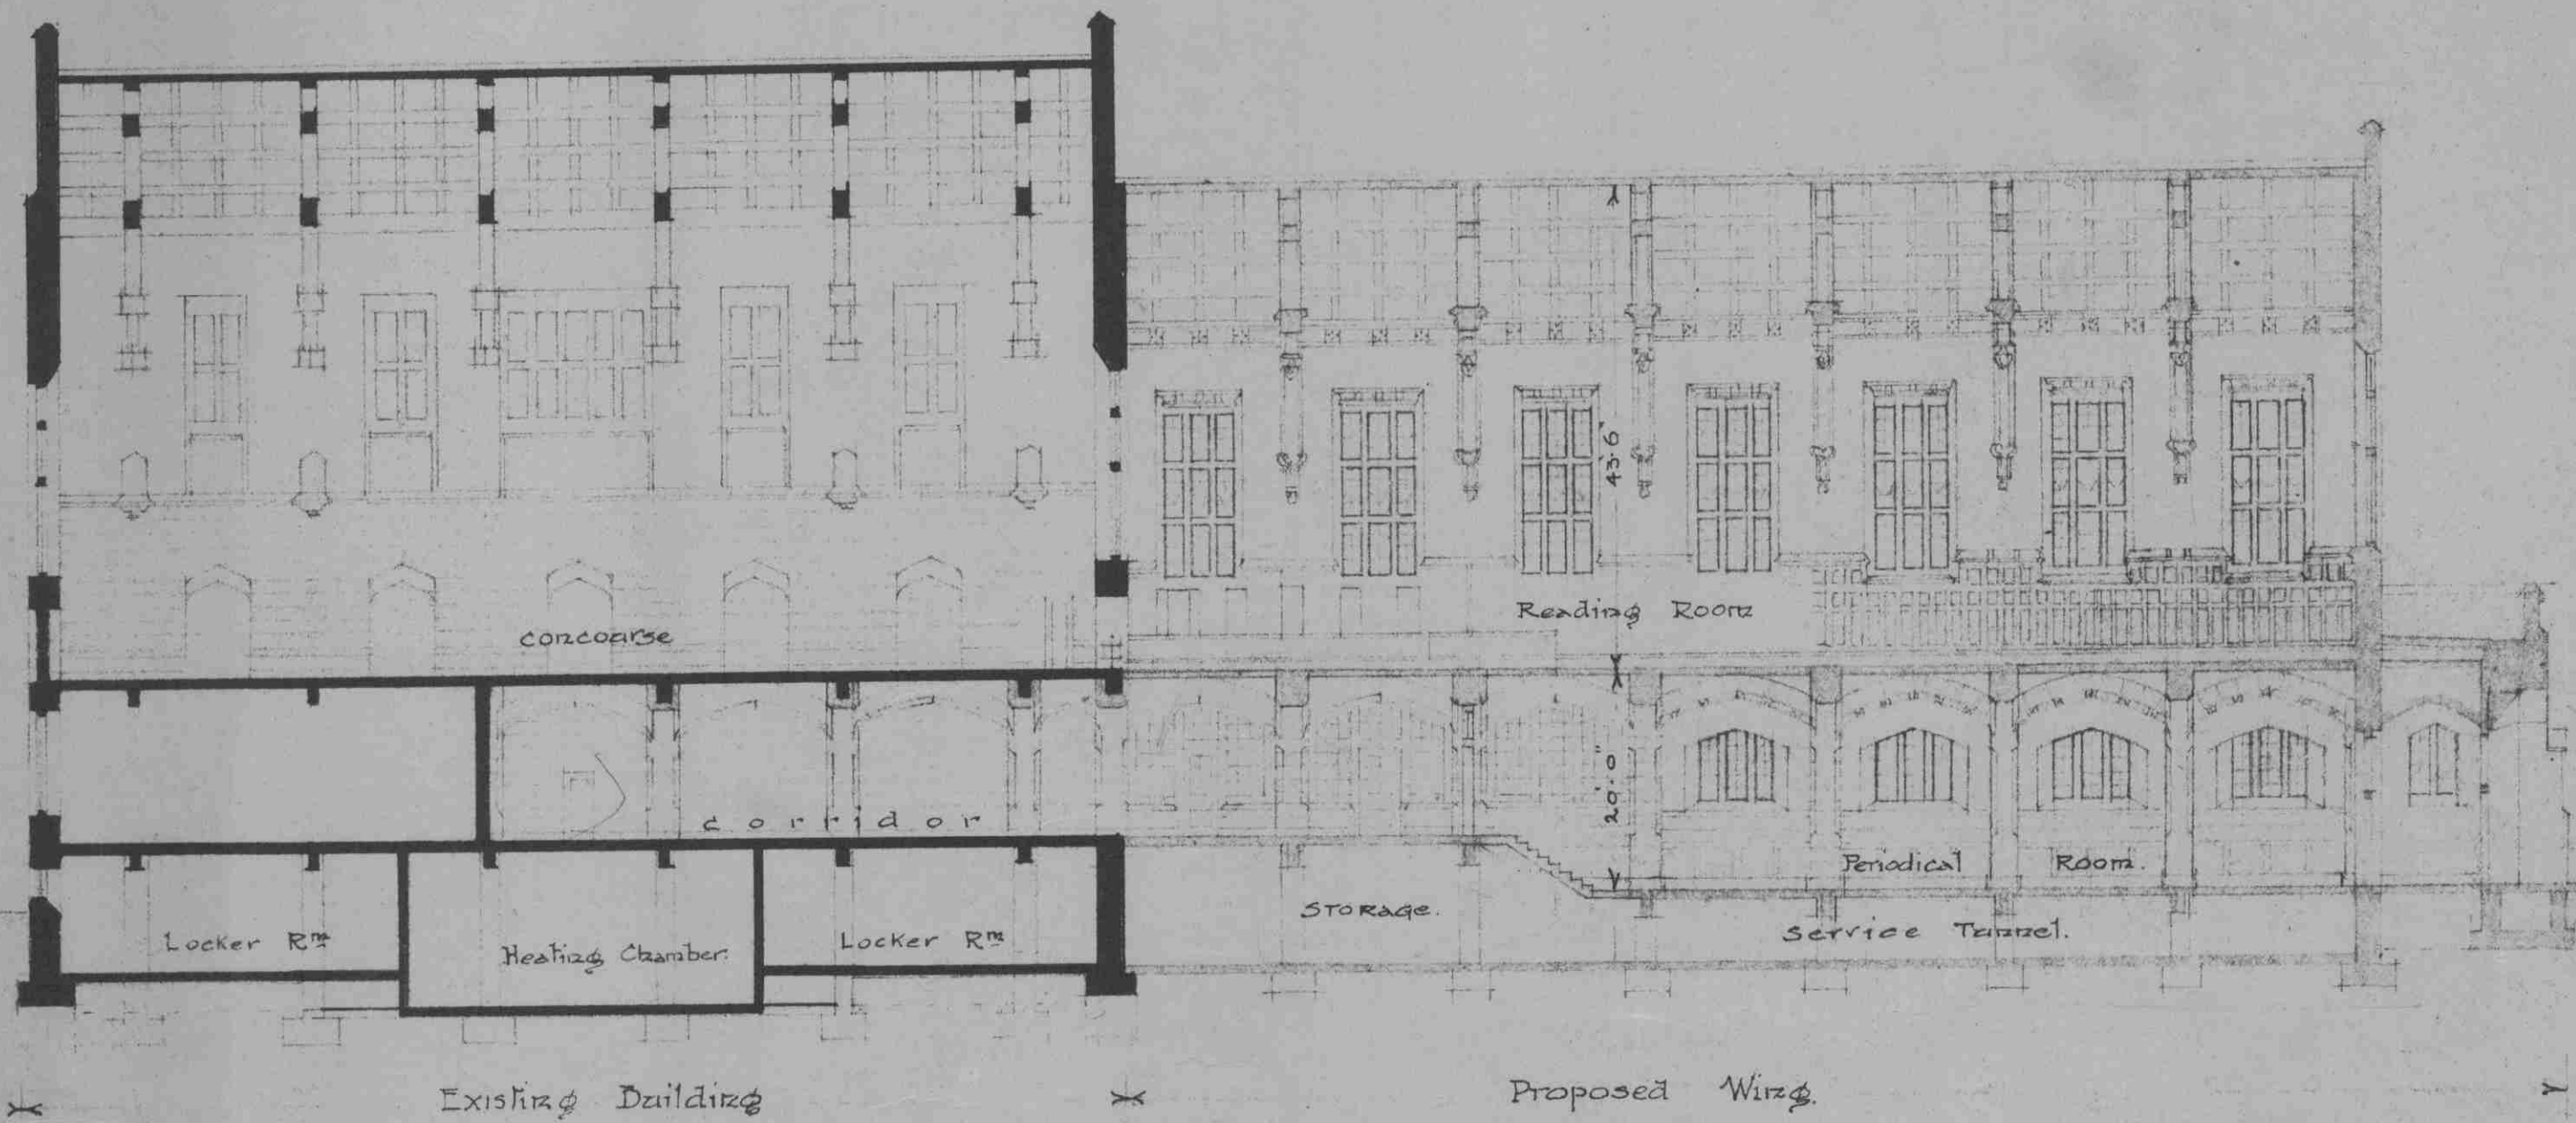 concourse
Reading Room
43'.6"
corridor
20'.0"
Periodical Room.
Locker Rm
Heating Chamber.
Locker Rm
STORAGE.
Service Tunnel.
Existing Building
Proposed Wing.